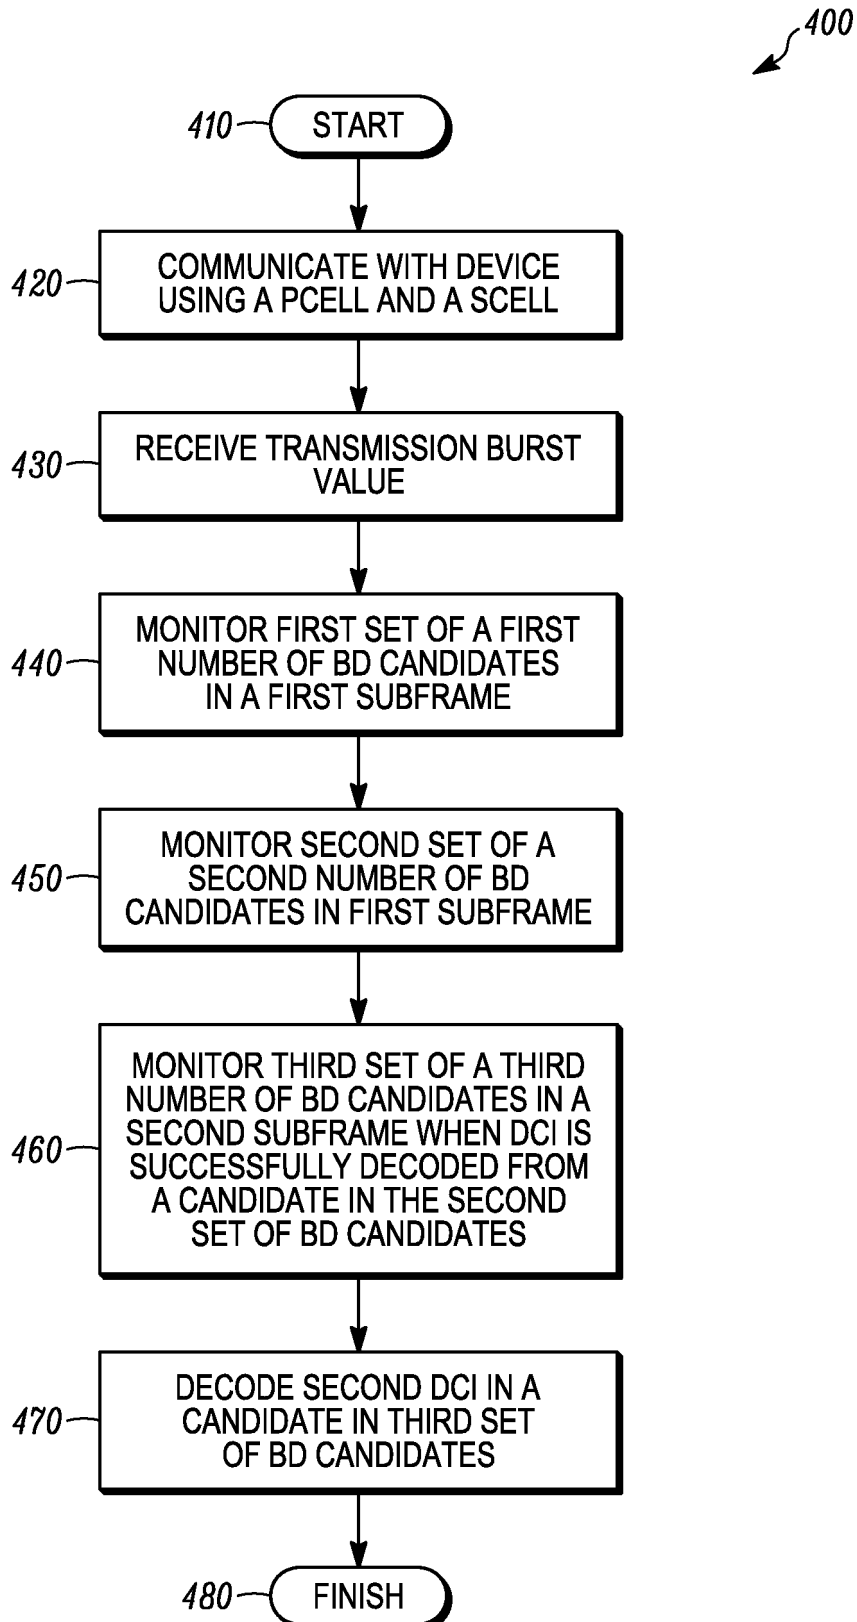 400
410
START
420
COMMUNICATE WITH DEVICE
USING A PCELL AND A SCELL
430
RECEIVE TRANSMISSION BURST
VALUE
440
MONITOR FIRST SET OF A FIRST
NUMBER OF BD CANDIDATES
IN A FIRST SUBFRAME
450
MONITOR SECOND SET OF A
SECOND NUMBER OF BD
CANDIDATES IN FIRST SUBFRAME
460
MONITOR THIRD SET OF A THIRD
NUMBER OF BD CANDIDATES IN A
SECOND SUBFRAME WHEN DCI IS
SUCCESSFULLY DECODED FROM
A CANDIDATE IN THE SECOND
SET OF BD CANDIDATES
470
DECODE SECOND DCI IN A
CANDIDATE IN THIRD SET
OF BD CANDIDATES
480
FINISH